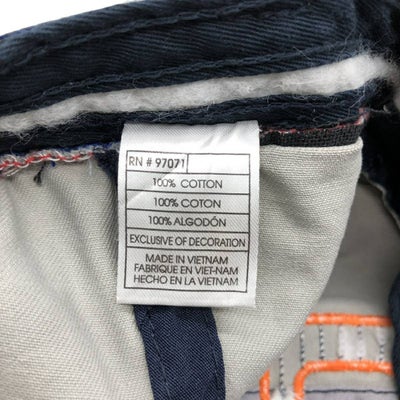 RN # 97071
100% COTTON
100% COTON
100% ALGODÓN
EXCLUSIVE OF DECORATION
MADE IN VIETNAM
FABRIQUE EN VIET-NAM
HECHO EN LA VIETNAM